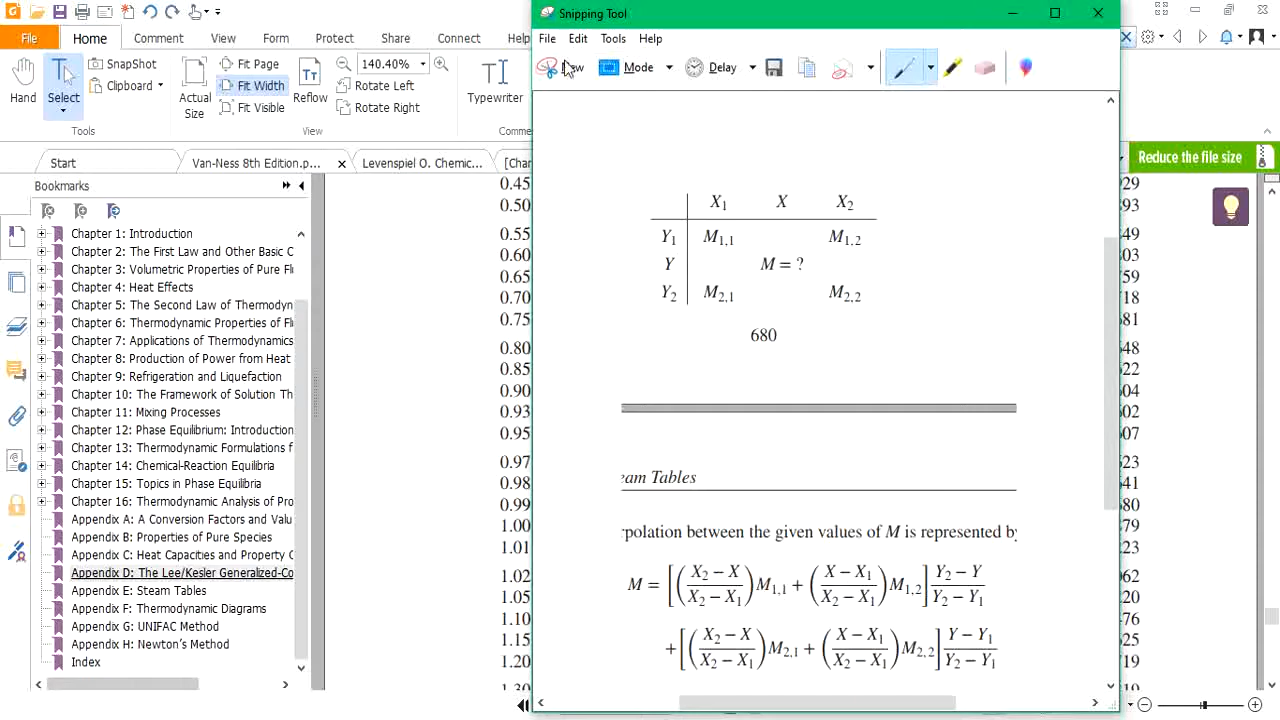 Snipping Tool
File Edit Tools Help
Mode Delay
File Home Comment View Form Protect Share Connect
Hand Select
SnapShot
Clipboard
Tools
Actual Size
Fit Page
Fit Width
Fit Visible
Reflow
140.40%
Rotate Left
Rotate Right
View
Typewriter
Start Van-Ness 8th Edition.p... Levenspiel O. Chemic...
Reduce the file size
Bookmarks
Chapter 1: Introduction
Chapter 2: The First Law and Other Basic C
Chapter 3: Volumetric Properties of Pure Fl
Chapter 4: Heat Effects
Chapter 5: The Second Law of Thermodyn
Chapter 6: Thermodynamic Properties of Fl
Chapter 7: Applications of Thermodynamics
Chapter 8: Production of Power from Heat
Chapter 9: Refrigeration and Liquefaction
Chapter 10: The Framework of Solution Th
Chapter 11: Mixing Processes
Chapter 12: Phase Equilibrium: Introduction
Chapter 13: Thermodynamic Formulations f
Chapter 14: Chemical-Reaction Equilibria
Chapter 15: Topics in Phase Equilibria
Chapter 16: Thermodynamic Analysis of Pro
Appendix A: A Conversion Factors and Valu
Appendix B: Properties of Pure Species
Appendix C: Heat Capacities and Property C
Appendix D: The Lee/Kesler Generalized-Co
Appendix E: Steam Tables
Appendix F: Thermodynamic Diagrams
Appendix G: UNIFAC Method
Appendix H: Newton's Method
Index
0.45
0.50
0.55
0.60
0.65
0.70
0.75
0.80
0.85
0.90
0.93
0.95
0.97
0.98
0.99
1.00
1.01
1.02
1.05
1.10
1.15
1.20
1.30
X₁ X X₂
Y₁ M₁,₁ M₁,₂
Y M = ?
Y₂ M₂,₁ M₂,₂
680
eam Tables
rpolation between the given values of M is represented by
M = [((X₂ − X)/(X₂ − X₁)) M₁,₁ + ((X − X₁)/(X₂ − X₁)) M₁,₂] (Y₂ − Y)/(Y₂ − Y₁)
+ [((X₂ − X)/(X₂ − X₁)) M₂,₁ + ((X − X₁)/(X₂ − X₁)) M₂,₂] (Y − Y₁)/(Y₂ − Y₁)